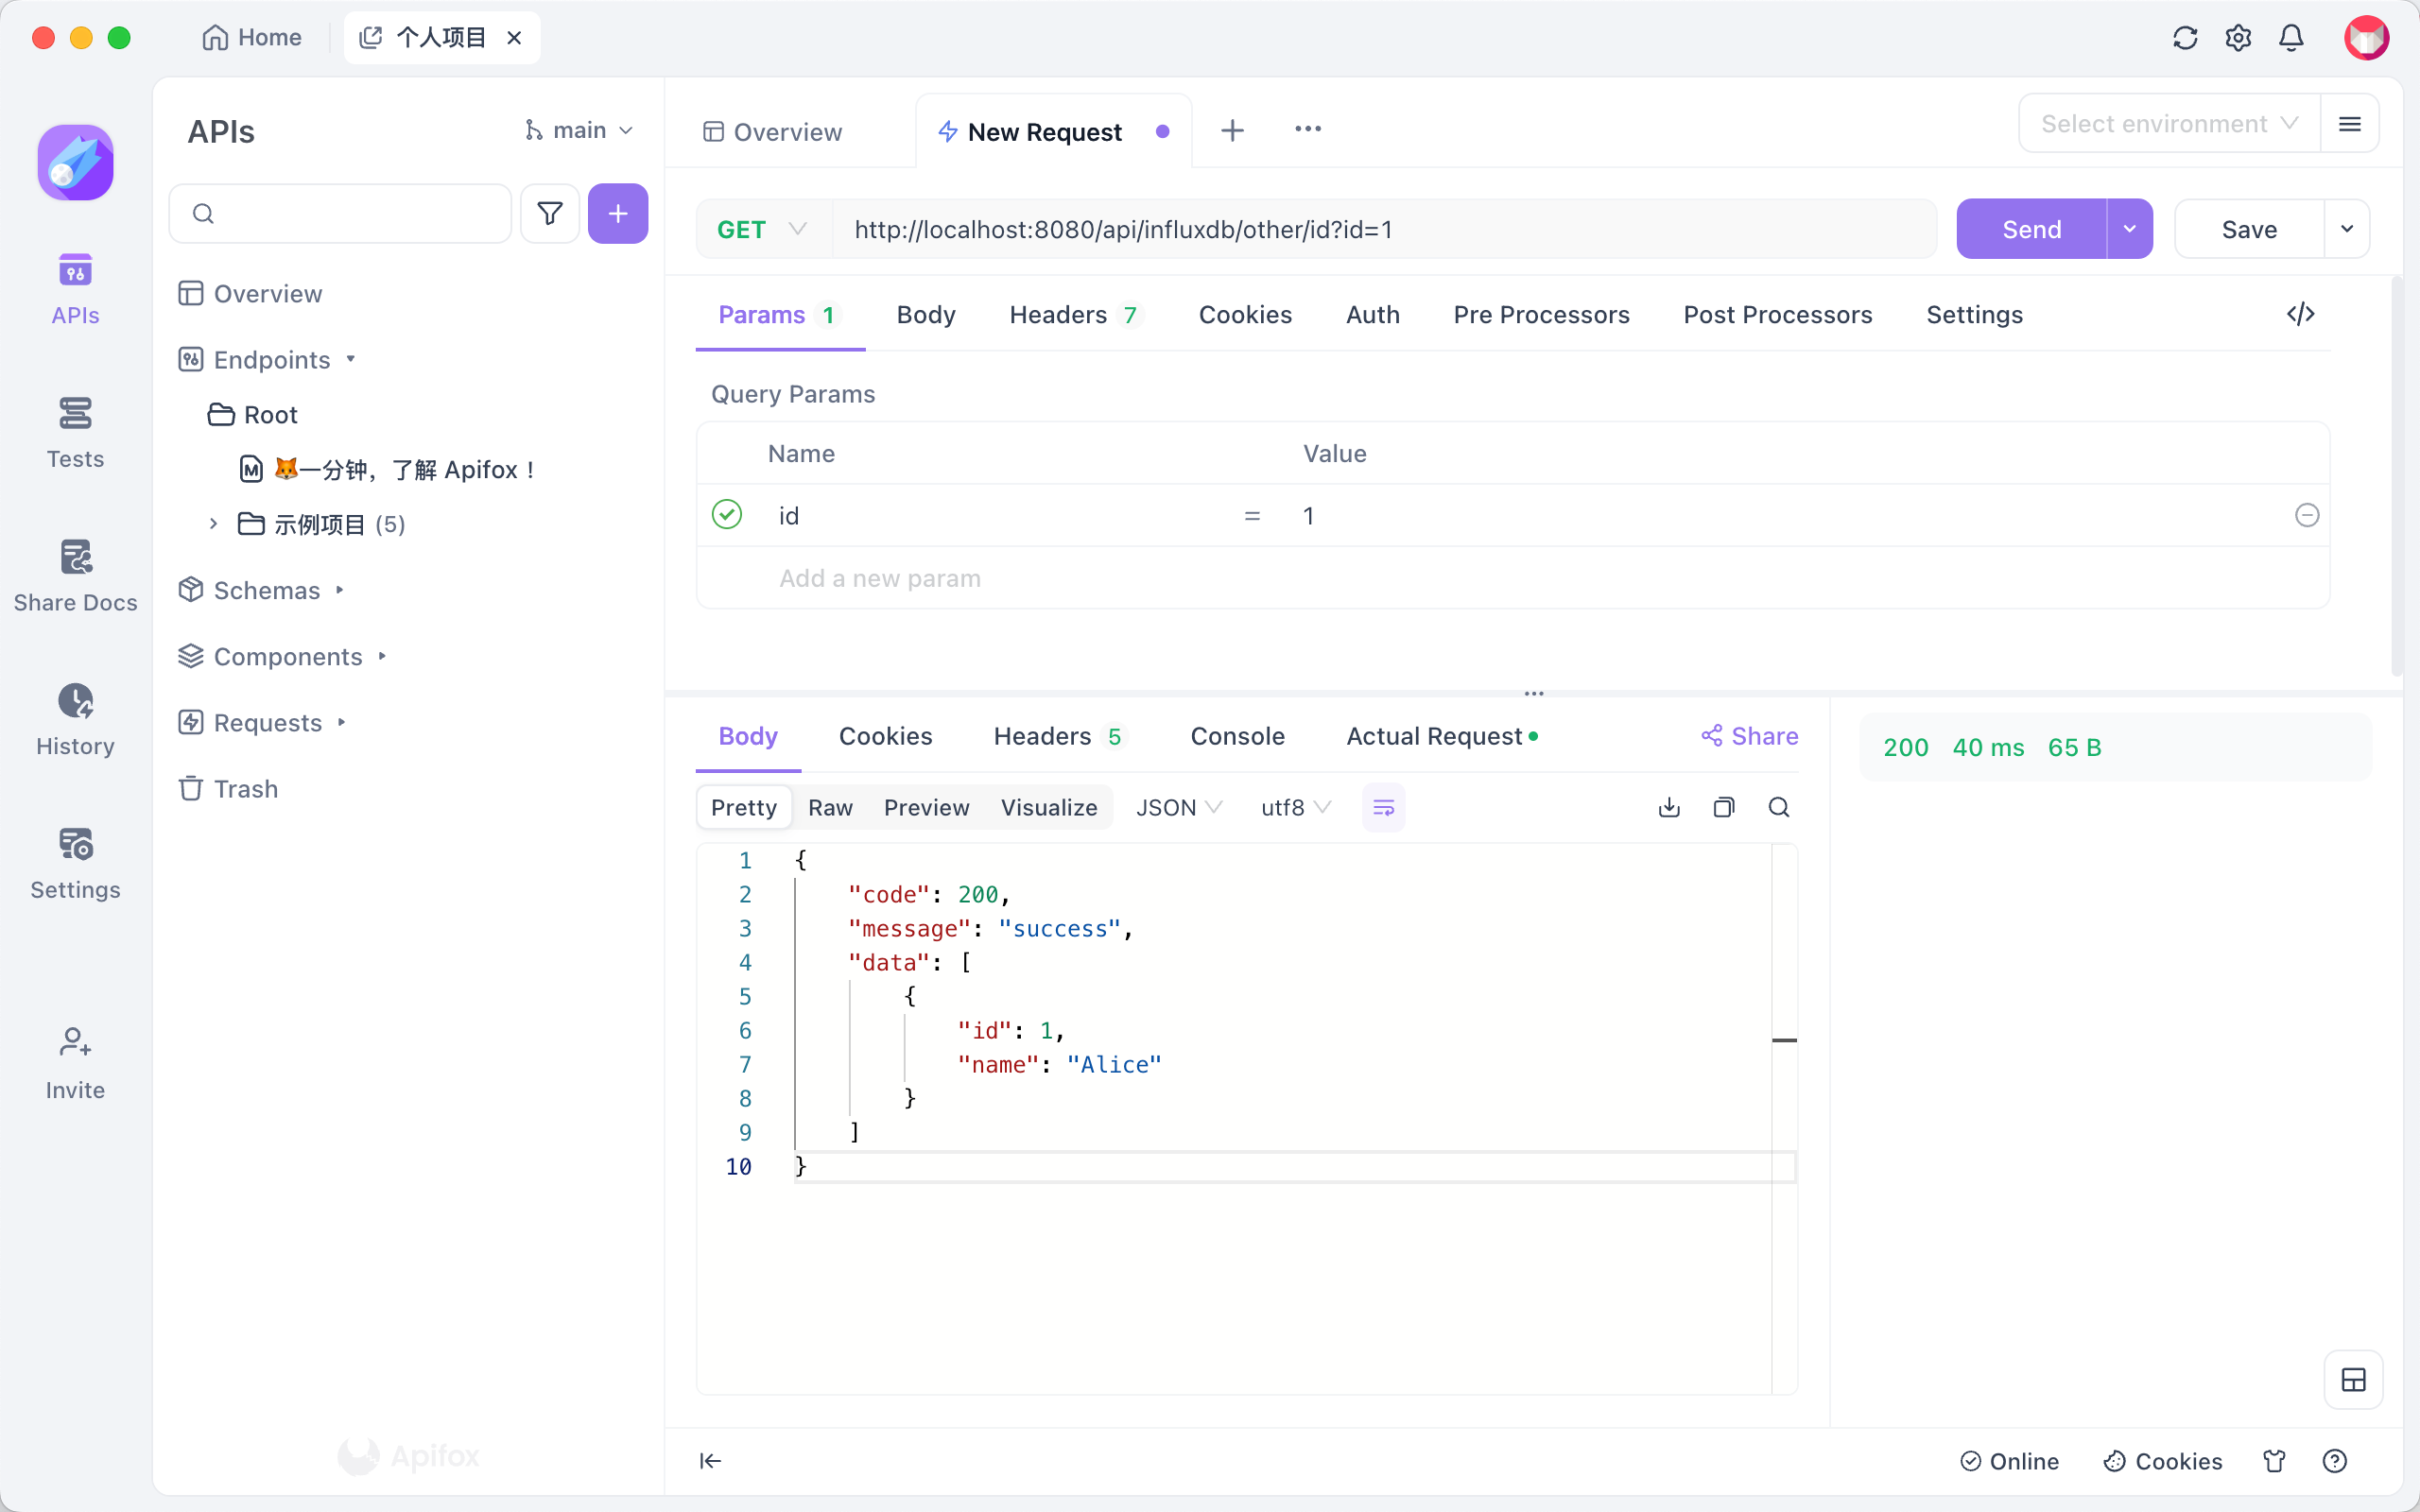 Home
个人项目
APIs
Tests
Share Docs
History
Settings
Invite
APIs
main
Overview
Endpoints
Root
🦊一分钟，了解 Apifox！
示例项目 (5)
Schemas
Components
Requests
Trash
Apifox
Overview
New Request
Select environment
GET
http://localhost:8080/api/influxdb/other/id?id=1
Send
Save
Params 1
Body
Headers 7
Cookies
Auth
Pre Processors
Post Processors
Settings
Query Params
Name Value
id = 1
Add a new param
Body
Cookies
Headers 5
Console
Actual Request
Share
200 40 ms 65 B
Pretty
Raw
Preview
Visualize
JSON
utf8
1 {
2 "code": 200,
3 "message": "success",
4 "data": [
5 {
6 "id": 1,
7 "name": "Alice"
8 }
9 ]
10 }
Online
Cookies